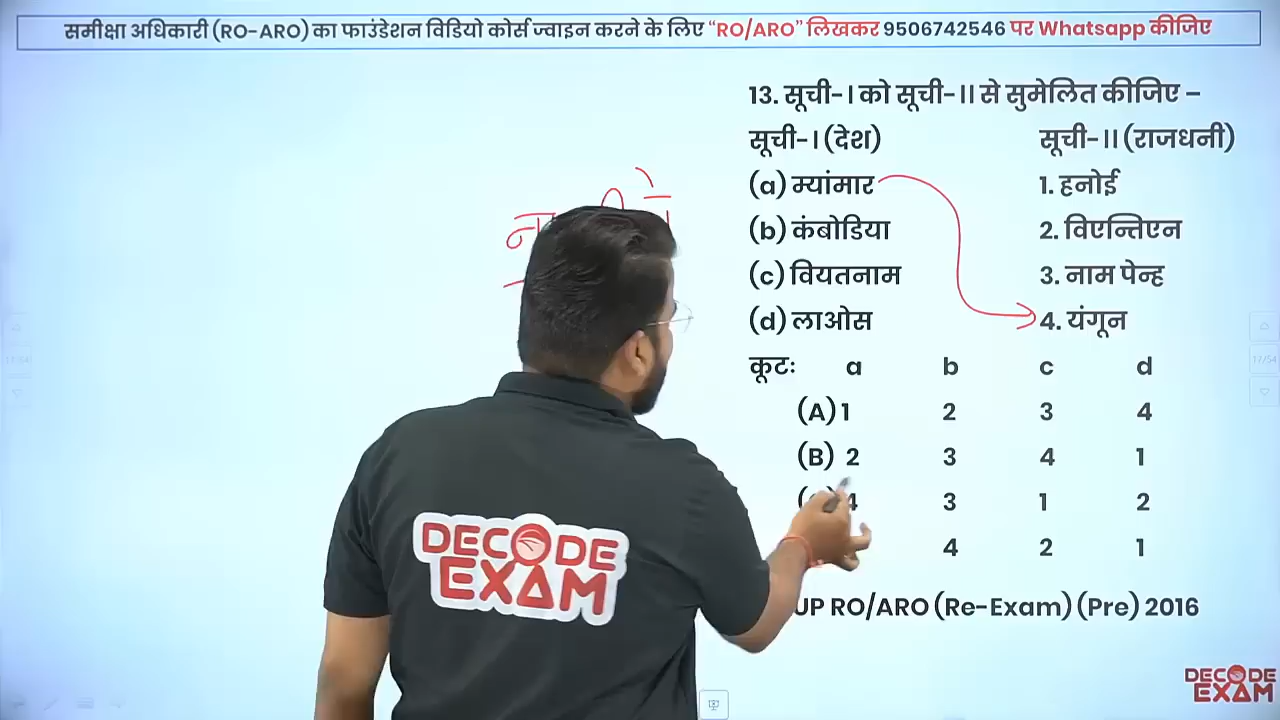 समीक्षा अधिकारी (RO-ARO) का फाउंडेशन विडियो कोर्स ज्वाइन करने के लिए “RO/ARO” लिखकर 9506742546 पर Whatsapp कीजिए
13. सूची-I को सूची-II से सुमेलित कीजिए –
सूची-I (देश) सूची-II (राजधानी)
(a) म्यांमार 1. हनोई
(b) कंबोडिया 2. विएन्तिएन
(c) वियतनाम 3. नाम पेन्ह
(d) लाओस 4. यंगून
कूटः a b c d
(A) 1 2 3 4
(B) 2 3 4 1
4 3 1 2
4 2 1
UP RO/ARO (Re-Exam) (Pre) 2016
DECODE
EXAM
DECODE
EXAM